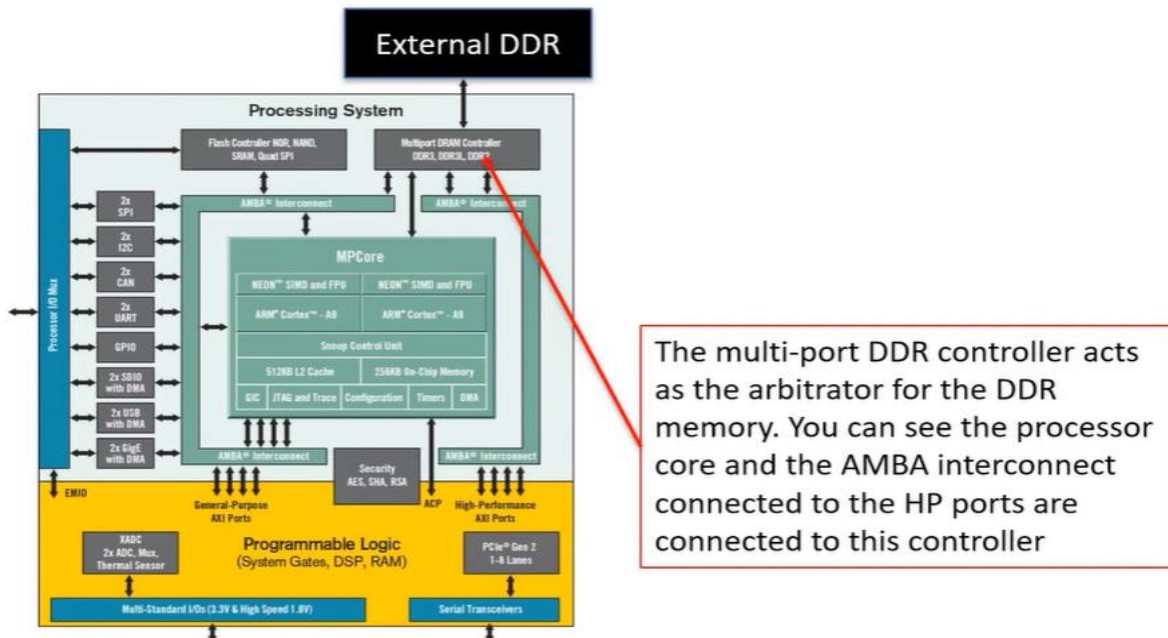 External DDR
Processing System
Flash Controller NOR, NAND,
SRAM, Quad SPI
Multiport DRAM Controller
DDR3, DDR3L, DDR2
AMBA® Interconnect
AMBA® Interconnect
Processor I/O Mux
2x
SPI
2x
I2C
2x
CAN
2x
UART
GPIO
2x SDIO
with DMA
2x USB
with DMA
2x GigE
with DMA
MPCore
NEON™ SIMD and FPU
NEON™ SIMD and FPU
ARM® Cortex™ - A9
ARM® Cortex™ - A9
Snoop Control Unit
512KB L2 Cache
256KB On-Chip Memory
GIC
JTAG and Trace
Configuration
Timers
DMA
AMBA® Interconnect
AMBA® Interconnect
Security
AES, SHA, RSA
EMIO
General-Purpose
AXI Ports
ACP
High-Performance
AXI Ports
Programmable Logic
(System Gates, DSP, RAM)
XADC
2x ADC, Mux,
Thermal Sensor
PCIe® Gen 2
1-8 Lanes
Multi-Standard I/Os (3.3V & High Speed 1.8V)
Serial Transceivers
The multi-port DDR controller acts
as the arbitrator for the DDR
memory. You can see the processor
core and the AMBA interconnect
connected to the HP ports are
connected to this controller